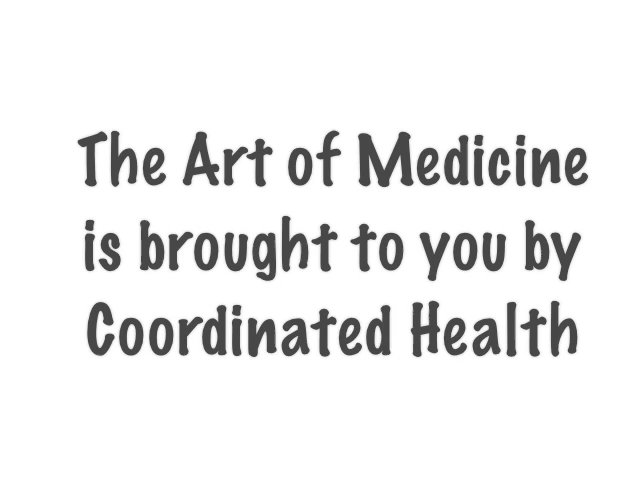 The Art of Medicine
is brought to you by
Coordinated Health